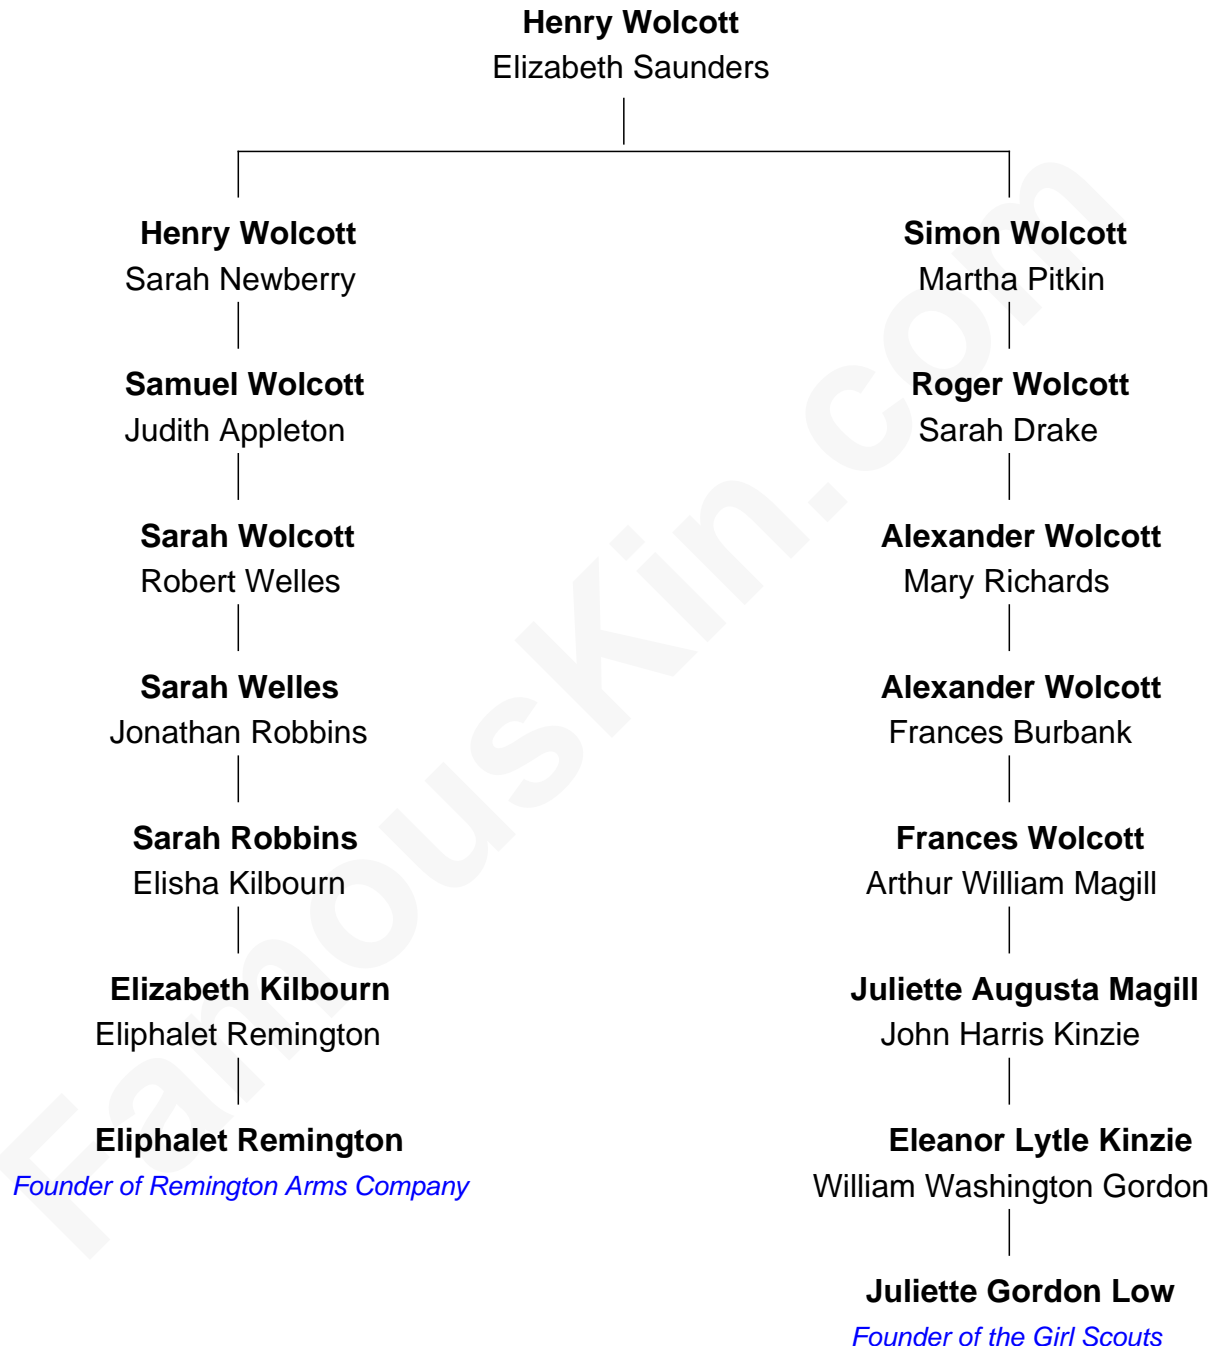 Henry Wolcott
Elizabeth Saunders
Henry Wolcott
Sarah Newberry
Simon Wolcott
Martha Pitkin
Samuel Wolcott
Judith Appleton
Roger Wolcott
Sarah Drake
Sarah Wolcott
Robert Welles
Alexander Wolcott
Mary Richards
Sarah Welles
Jonathan Robbins
Alexander Wolcott
Frances Burbank
Sarah Robbins
Elisha Kilbourn
Frances Wolcott
Arthur William Magill
Elizabeth Kilbourn
Eliphalet Remington
Juliette Augusta Magill
John Harris Kinzie
Eliphalet Remington
Founder of Remington Arms Company
Eleanor Lytle Kinzie
William Washington Gordon
Juliette Gordon Low
Founder of the Girl Scouts
FamousKin.com